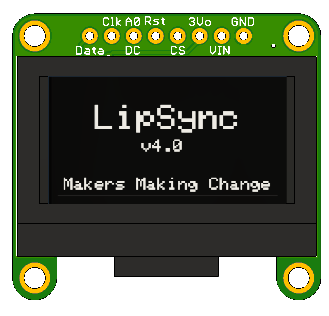 Clk A0 Rst 3Vo GND
Data DC CS VIN
LipSync
v4.0
Makers Making Change